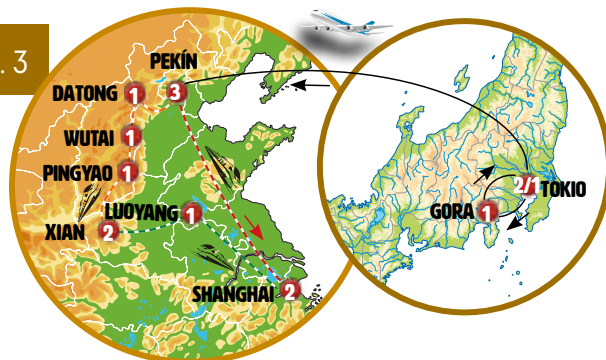 . 3
PEKÍN
3
DATONG 1
WUTAI 1
PINGYAO 1
LUOYANG 1
XIAN
2
SHANGHAI 2
2/1 TOKIO
GORA 1